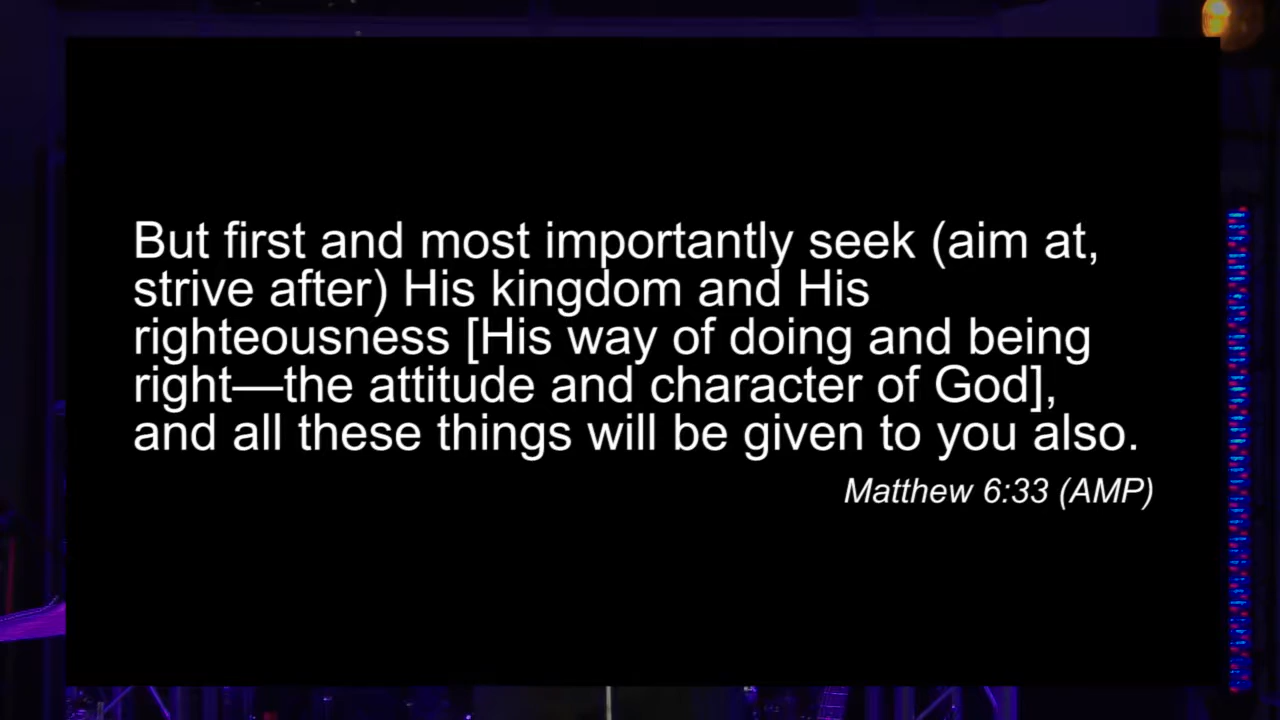 But first and most importantly seek (aim at,
strive after) His kingdom and His
righteousness [His way of doing and being
right—the attitude and character of God],
and all these things will be given to you also.
Matthew 6:33 (AMP)